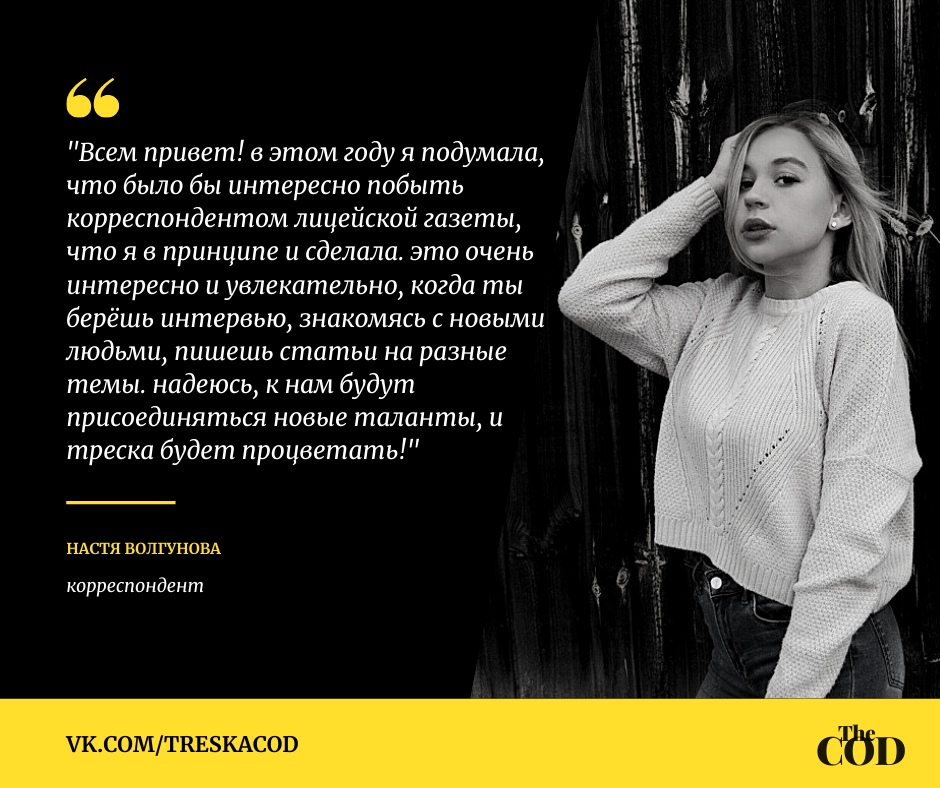 "Всем привет! в этом году я подумала,
что было бы интересно побыть
корреспондентом лицейской газеты,
что я в принципе и сделала. это очень
интересно и увлекательно, когда ты
берёшь интервью, знакомясь с новыми
людьми, пишешь статьи на разные
темы. надеюсь, к нам будут
присоединяться новые таланты, и
треска будет процветать!"
НАСТЯ ВОЛГУНОВА
корреспондент
VK.COM/TRESKACOD
The
COD